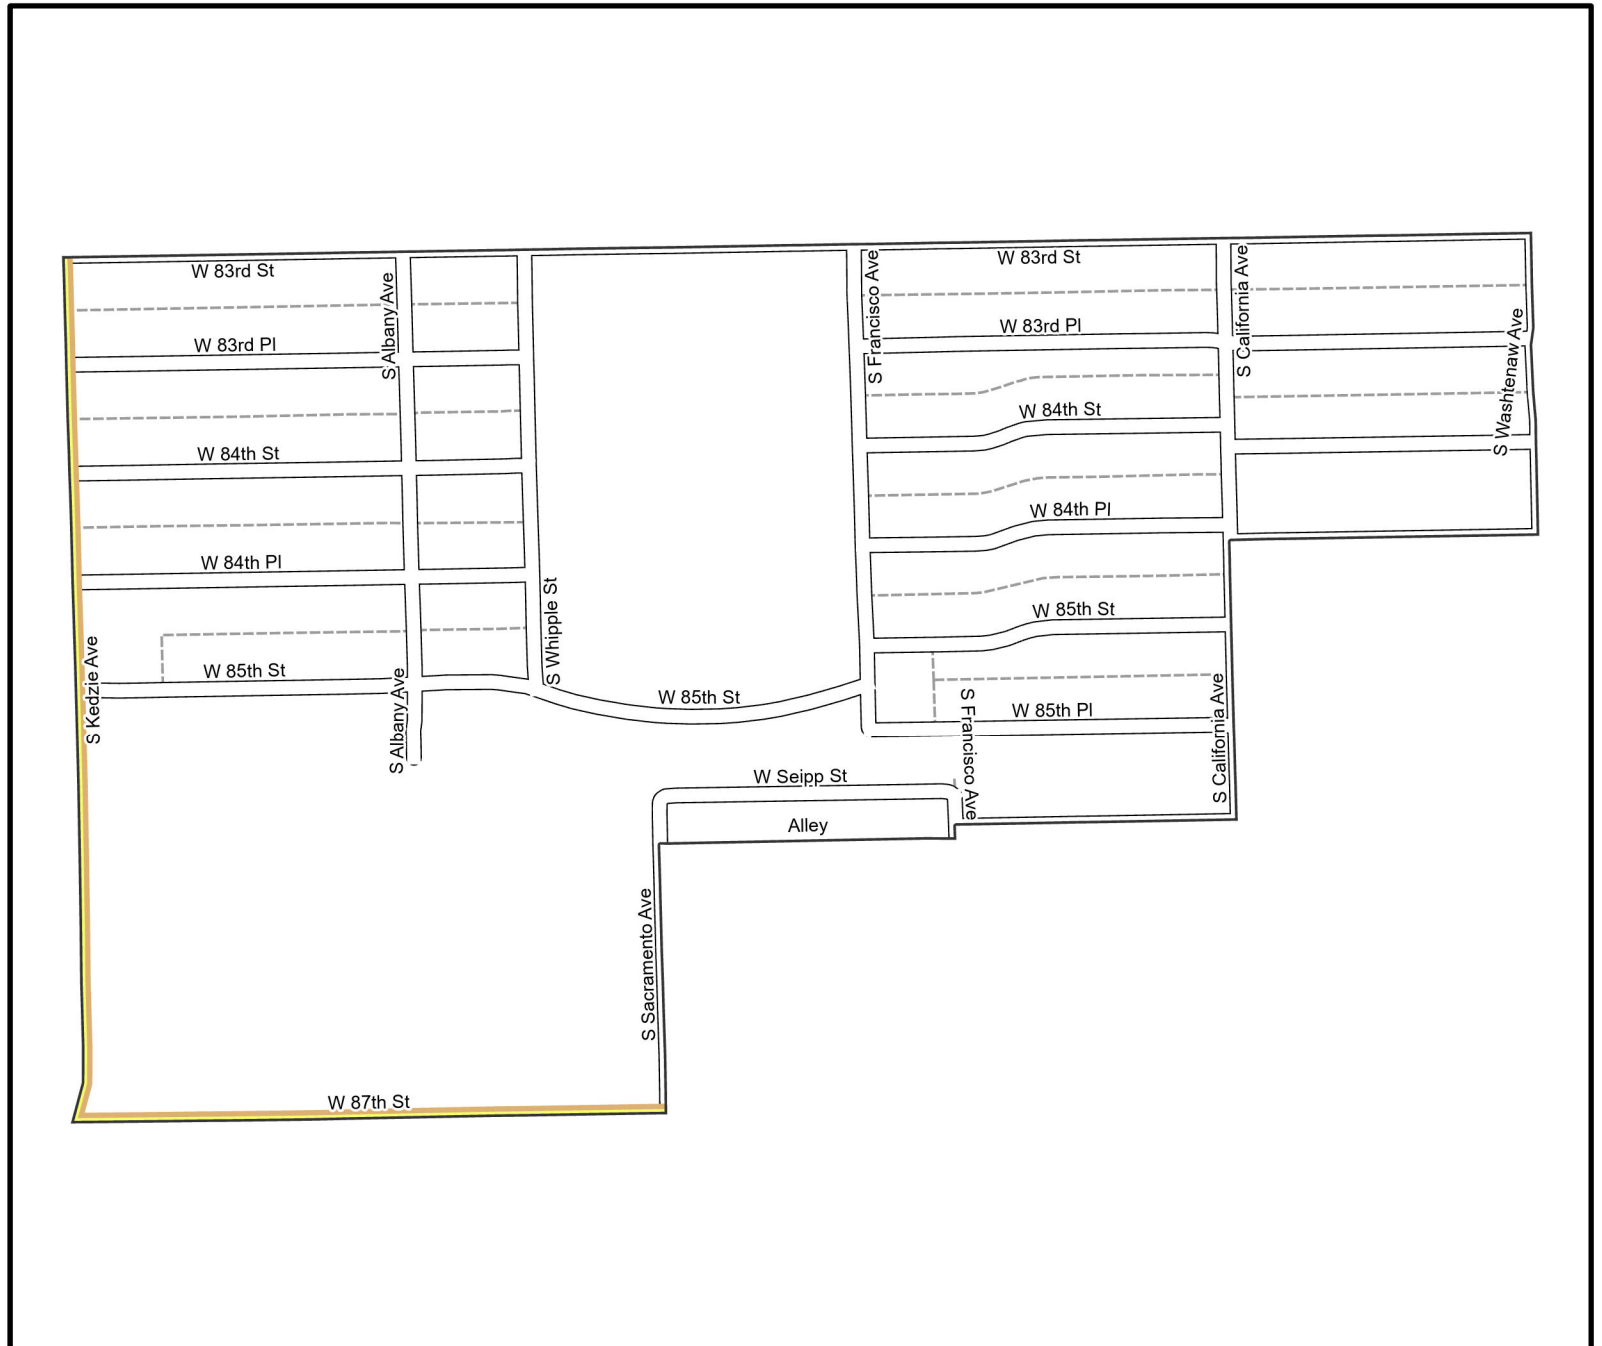 W 83rd St
W 83rd St
S Albany Ave
S Francisco Ave
S California Ave
W 83rd Pl
W 83rd Pl
S Washtenaw Ave
W 84th St
W 84th St
W 84th Pl
W 84th Pl
S Whipple St
W 85th St
S Kedzie Ave
W 85th St
S Albany Ave
W 85th St
S Francisco Ave
W 85th Pl
S California Ave
W Seipp St
Alley
S Sacramento Ave
W 87th St